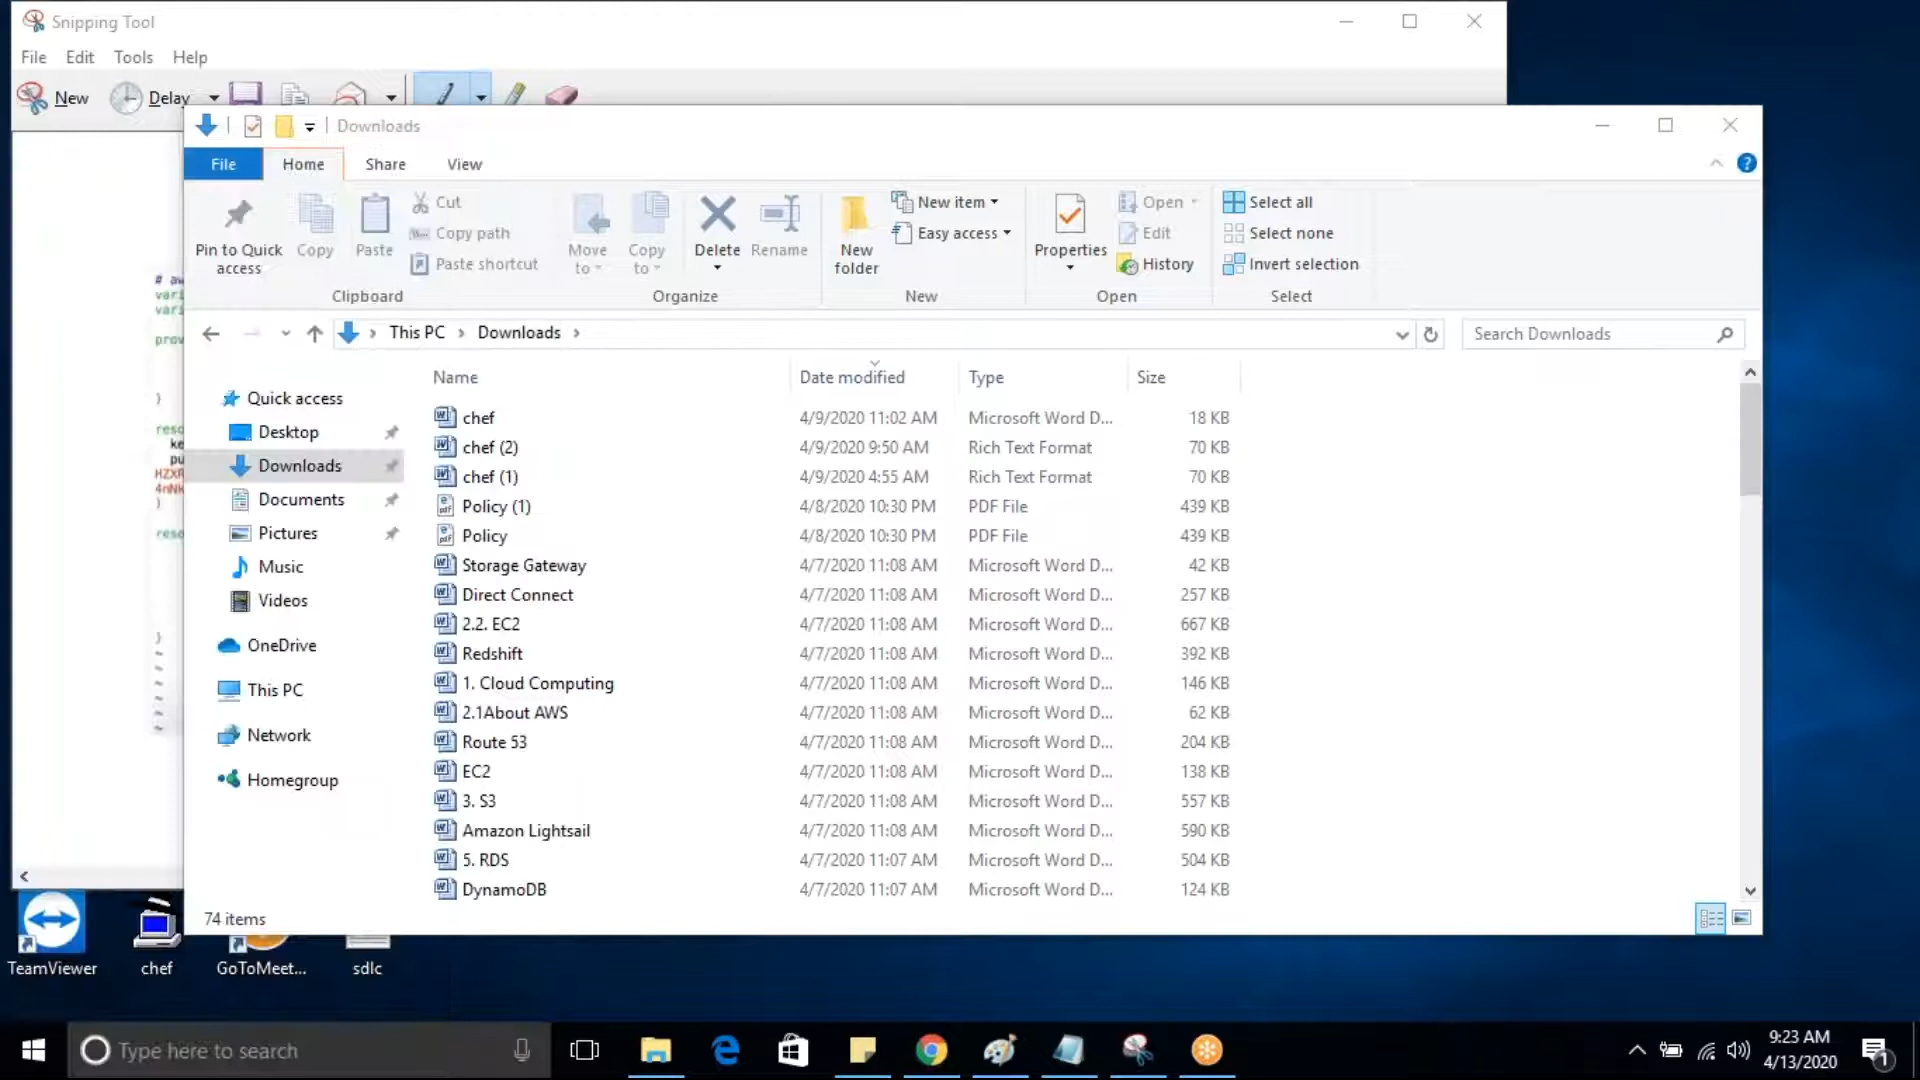 Snipping Tool
File Edit Tools Help
New Delay
Downloads
File Home Share View
Pin to Quick access
Copy
Paste
Cut
Copy path
Paste shortcut
Clipboard
Move to
Copy to
Delete
Rename
Organize
New folder
New item
Easy access
New
Properties
Open
Edit
History
Open
Select all
Select none
Invert selection
Select
This PC > Downloads >
Search Downloads
# aw
vari
vari
prov
}
reso
ke
pu
HZXR
4nNk
)
reso
}
~
~
~
~
~
~
Quick access
Desktop
Downloads
Documents
Pictures
Music
Videos
OneDrive
This PC
Network
Homegroup
Name Date modified Type Size
chef 4/9/2020 11:02 AM Microsoft Word D... 18 KB
chef (2) 4/9/2020 9:50 AM Rich Text Format 70 KB
chef (1) 4/9/2020 4:55 AM Rich Text Format 70 KB
Policy (1) 4/8/2020 10:30 PM PDF File 439 KB
Policy 4/8/2020 10:30 PM PDF File 439 KB
Storage Gateway 4/7/2020 11:08 AM Microsoft Word D... 42 KB
Direct Connect 4/7/2020 11:08 AM Microsoft Word D... 257 KB
2.2. EC2 4/7/2020 11:08 AM Microsoft Word D... 667 KB
Redshift 4/7/2020 11:08 AM Microsoft Word D... 392 KB
1. Cloud Computing 4/7/2020 11:08 AM Microsoft Word D... 146 KB
2.1About AWS 4/7/2020 11:08 AM Microsoft Word D... 62 KB
Route 53 4/7/2020 11:08 AM Microsoft Word D... 204 KB
EC2 4/7/2020 11:08 AM Microsoft Word D... 138 KB
3. S3 4/7/2020 11:08 AM Microsoft Word D... 557 KB
Amazon Lightsail 4/7/2020 11:08 AM Microsoft Word D... 590 KB
5. RDS 4/7/2020 11:07 AM Microsoft Word D... 504 KB
DynamoDB 4/7/2020 11:07 AM Microsoft Word D... 124 KB
74 items
TeamViewer chef GoToMeet... sdlc
Type here to search
9:23 AM
4/13/2020
1